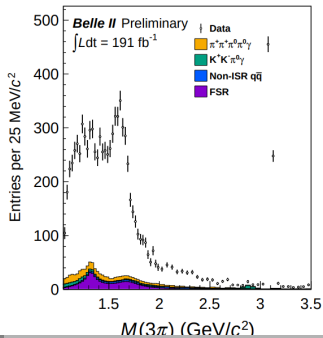 Belle II Preliminary
∫Ldt = 191 fb⁻¹
Data
π⁺π⁺π⁰π⁰γ
K⁺K⁻π⁰γ
Non-ISR qq̄
FSR
Entries per 25 MeV/c²
500
400
300
200
100
0
1.5 2 2.5 3 3.5
M(3π) (GeV/c²)